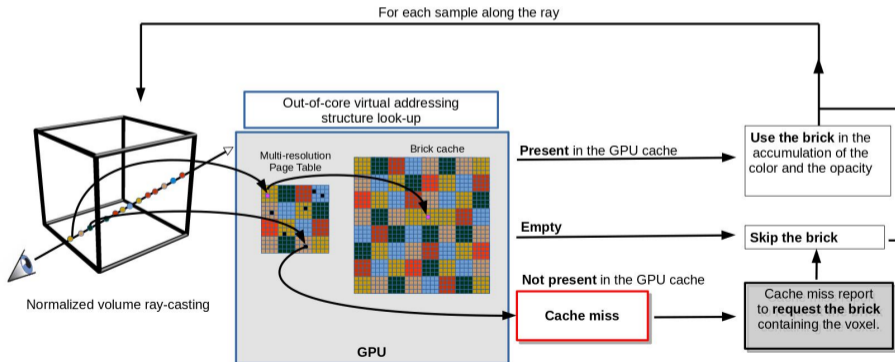 For each sample along the ray
Out-of-core virtual addressing
structure look-up
Multi-resolution
Page Table
Brick cache
Present in the GPU cache
Use the brick in the
accumulation of the
color and the opacity
Empty
Skip the brick
Not present in the GPU cache
Cache miss
Cache miss report
to request the brick
containing the voxel.
Normalized volume ray-casting
GPU